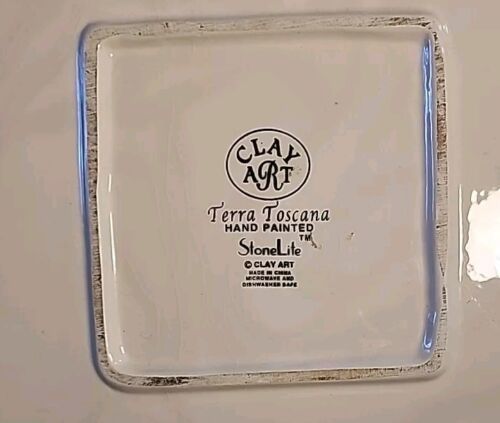 CLAY
ART
Terra Toscana
HAND PAINTED
StoneLite™
© CLAY ART
MADE IN CHINA
MICROWAVE AND
DISHWASHER SAFE